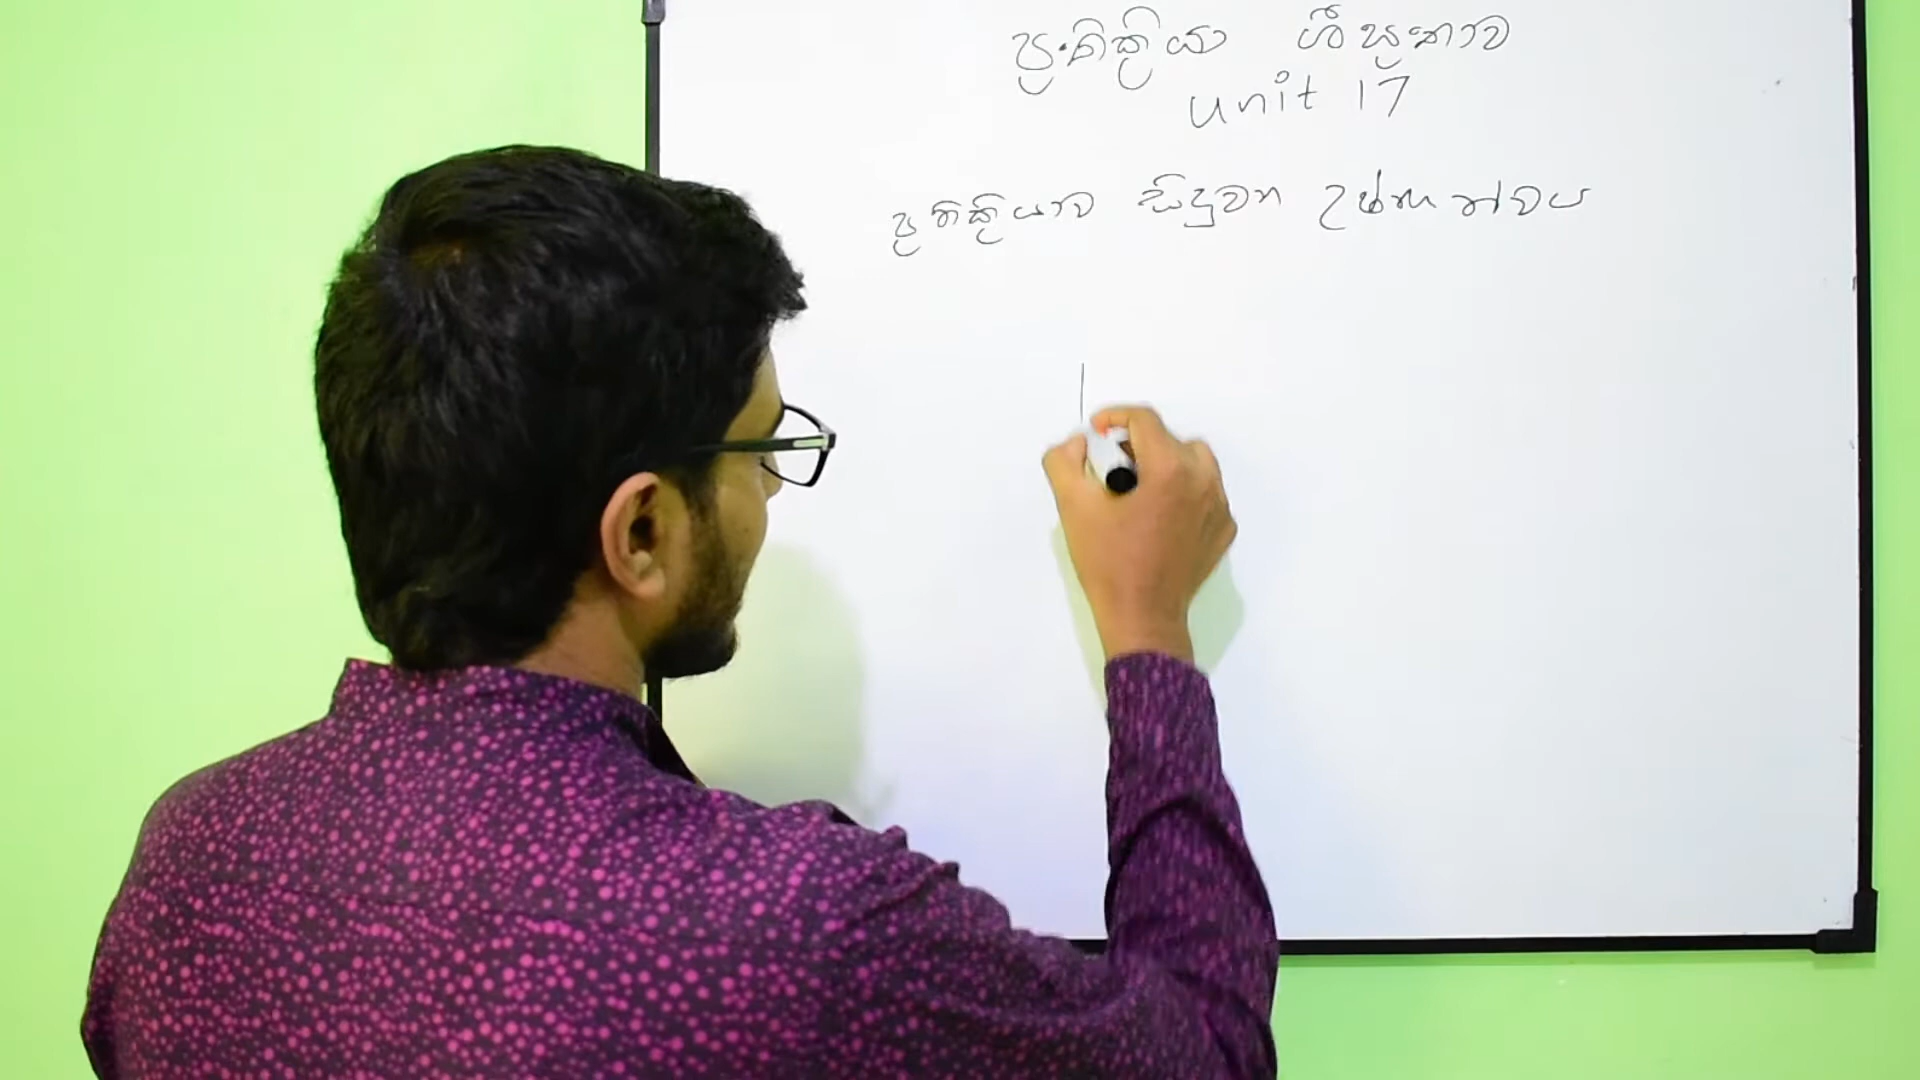 ප්‍රතික්‍රියා ශීඝ්‍රතාව
unit 17
ප්‍රතික්‍රියාව සිදුවන උෂ්ණත්වය